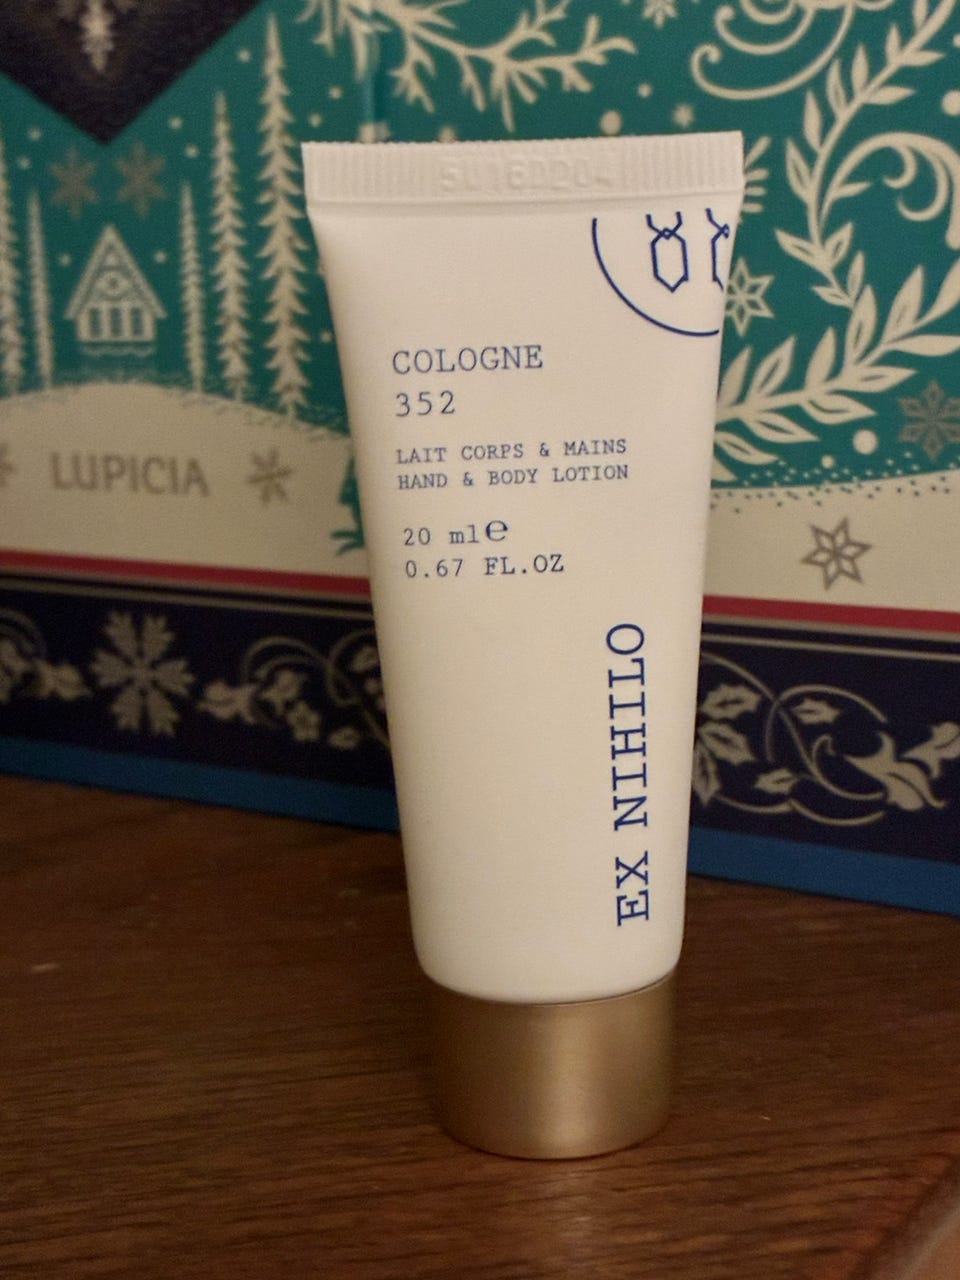 COLOGNE
352
LAIT CORPS & MAINS
HAND & BODY LOTION
20 ml℮
0.67 FL.OZ
EX NIHILO
LUPICIA